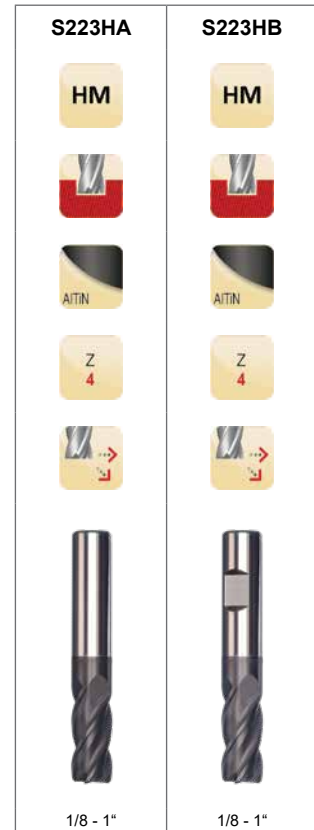 S223HA S223HB
HM HM
AlTiN AlTiN
Z Z
4 4
1/8 - 1“ 1/8 - 1“